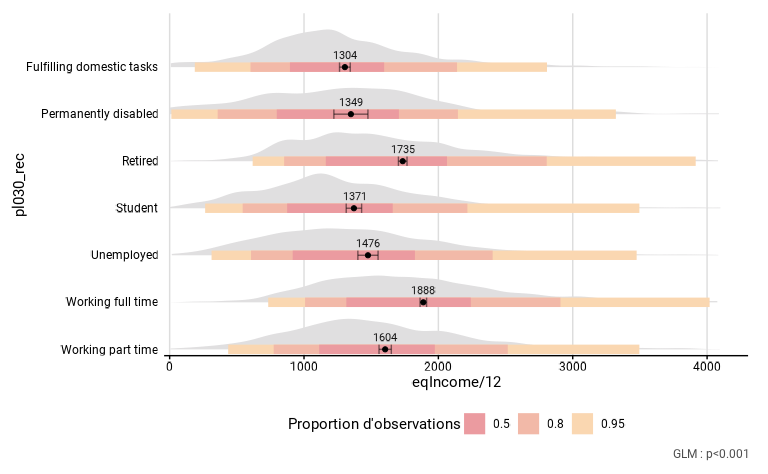 pl030_rec
Fulfilling domestic tasks
1304
Permanently disabled
1349
Retired
1735
Student
1371
Unemployed
1476
Working full time
1888
Working part time
1604
0 1000 2000 3000 4000
eqIncome/12
Proportion d'observations 0.5 0.8 0.95
GLM : p<0.001